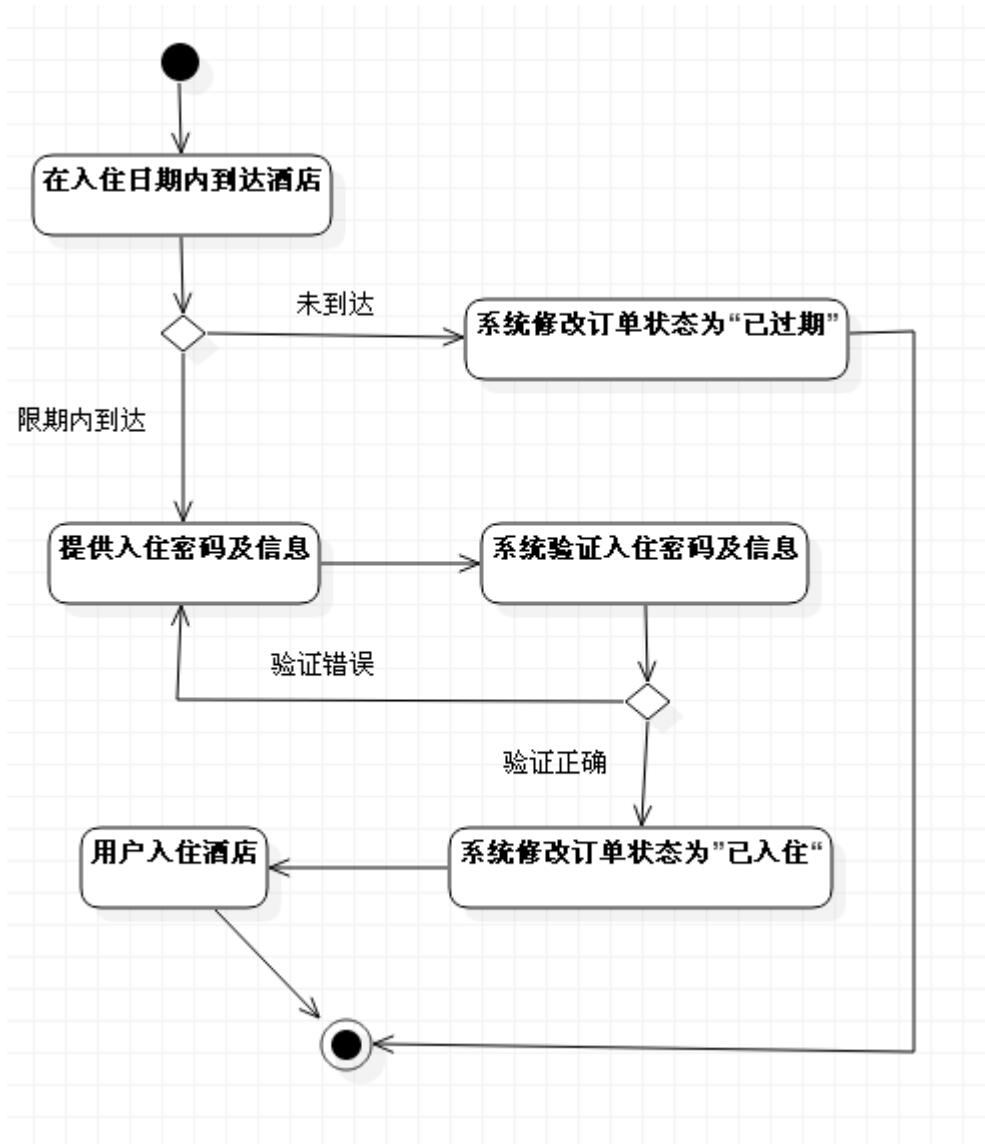 在入住日期内到达酒店
未到达
系统修改订单状态为“已过期”
限期内到达
提供入住密码及信息
系统验证入住密码及信息
验证错误
验证正确
用户入住酒店
系统修改订单状态为”已入住“